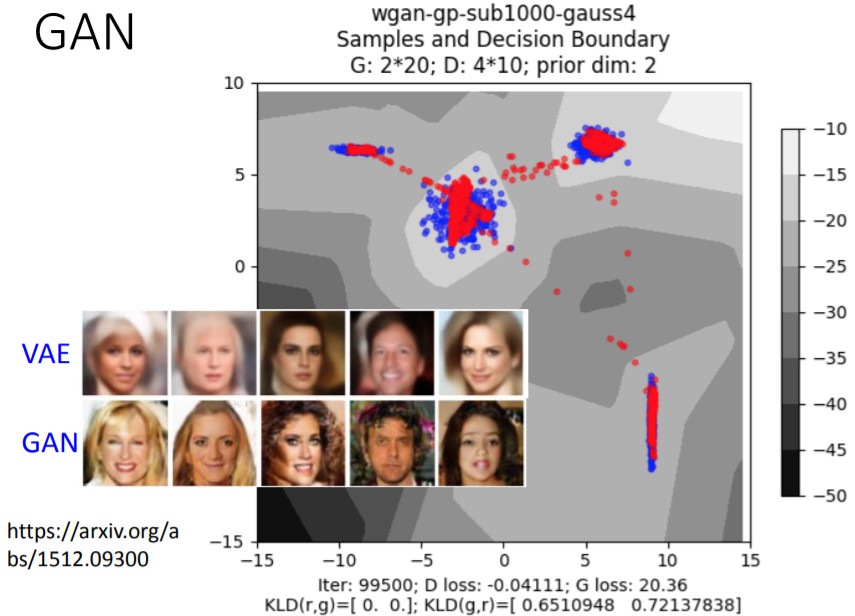 GAN
wgan-gp-sub1000-gauss4
Samples and Decision Boundary
G: 2*20; D: 4*10; prior dim: 2
10
5
0
−15
−15
−10
−5
0
5
10
15
−10
−15
−20
−25
−30
−35
−40
−45
−50
VAE
GAN
https://arxiv.org/a
bs/1512.09300
Iter: 99500; D loss: -0.04111; G loss: 20.36
KLD(r,g)=[ 0. 0.]; KLD(g,r)=[ 0.6510948 0.72137838]